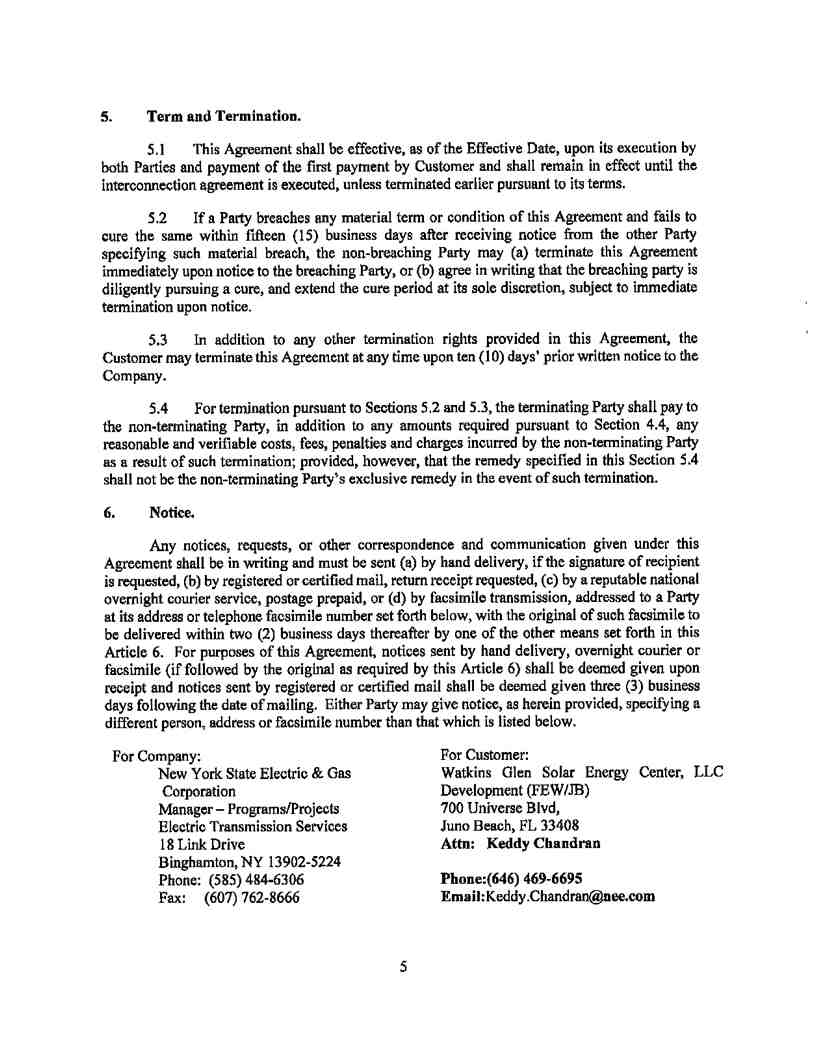 5. Term and Termination.
5.1 This Agreement shall be effective, as of the Effective Date, upon its execution by
both Parties and payment of the first payment by Customer and shall remain in effect until the
interconnection agreement is executed, unless terminated earlier pursuant to its terms.
5.2 If a Party breaches any material term or condition of this Agreement and fails to
cure the same within fifteen (15) business days after receiving notice from the other Party
specifying such material breach, the non-breaching Party may (a) terminate this Agreement
immediately upon notice to the breaching Party, or (b) agree in writing that the breaching party is
diligently pursuing a cure, and extend the cure period at its sole discretion, subject to immediate
termination upon notice.
5.3 In addition to any other termination rights provided in this Agreement, the
Customer may terminate this Agreement at any time upon ten (10) days' prior written notice to the
Company.
5.4 For termination pursuant to Sections 5.2 and 5.3, the terminating Party shall pay to
the non-terminating Party, in addition to any amounts required pursuant to Section 4.4, any
reasonable and verifiable costs, fees, penalties and charges incurred by the non-terminating Party
as a result of such termination; provided, however, that the remedy specified in this Section 5.4
shall not be the non-terminating Party's exclusive remedy in the event of such termination.
6. Notice.
Any notices, requests, or other correspondence and communication given under this
Agreement shall be in writing and must be sent (a) by hand delivery, if the signature of recipient
is requested, (b) by registered or certified mail, return receipt requested, (c) by a reputable national
overnight courier service, postage prepaid, or (d) by facsimile transmission, addressed to a Party
at its address or telephone facsimile number set forth below, with the original of such facsimile to
be delivered within two (2) business days thereafter by one of the other means set forth in this
Article 6. For purposes of this Agreement, notices sent by hand delivery, overnight courier or
facsimile (if followed by the original as required by this Article 6) shall be deemed given upon
receipt and notices sent by registered or certified mail shall be deemed given three (3) business
days following the date of mailing. Either Party may give notice, as herein provided, specifying a
different person, address or facsimile number than that which is listed below.
For Company:
New York State Electric & Gas
Corporation
Manager – Programs/Projects
Electric Transmission Services
18 Link Drive
Binghamton, NY 13902-5224
Phone: (585) 484-6306
Fax: (607) 762-8666
For Customer:
Watkins Glen Solar Energy Center, LLC
Development (FEW/JB)
700 Universe Blvd,
Juno Beach, FL 33408
Attn: Keddy Chandran
Phone:(646) 469-6695
Email:Keddy.Chandran@nee.com
5